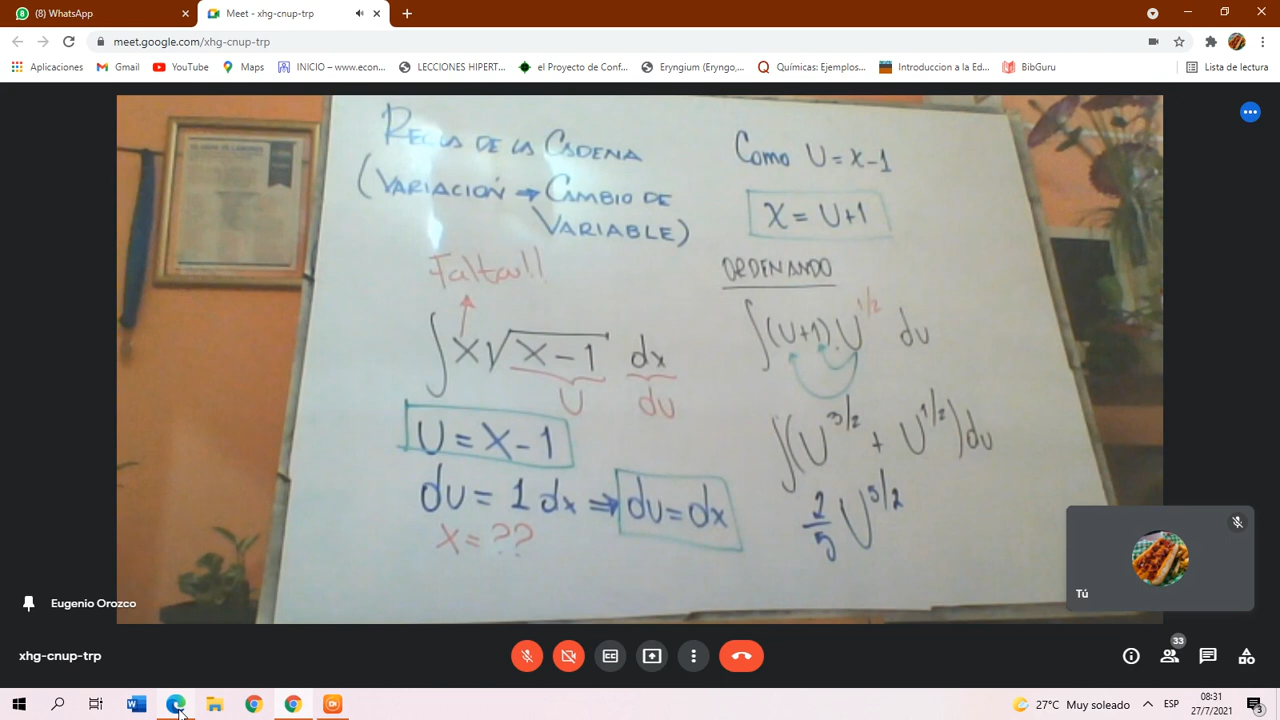 WhatsApp
Meet - xhg-cnup-trp
meet.google.com/xhg-cnup-trp
Aplicaciones
Gmail
YouTube
Maps
INICIO – www.econ...
LECCIONES HIPERT...
el Proyecto de Conf...
Eryngium (Eryngo,...
Químicas: Ejemplos...
Introduccion a la Ed...
BibGuru
Lista de lectura
REGLA DE LA CADENA
(VARIACIÓN → CAMBIO DE
VARIABLE)
Falta!!
∫ X √X-1 dx
U du
U = X-1
du = 1 dx ⇒ du = dx
X = ??
Como U = X-1
X = U+1
ORDENANDO
∫(U+1).U^1/2 du
∫(U^3/2 + U^1/2)du
2/5 U^5/2
Tú
Eugenio Orozco
xhg-cnup-trp
33
27°C Muy soleado
ESP
08:31
27/7/2021
3